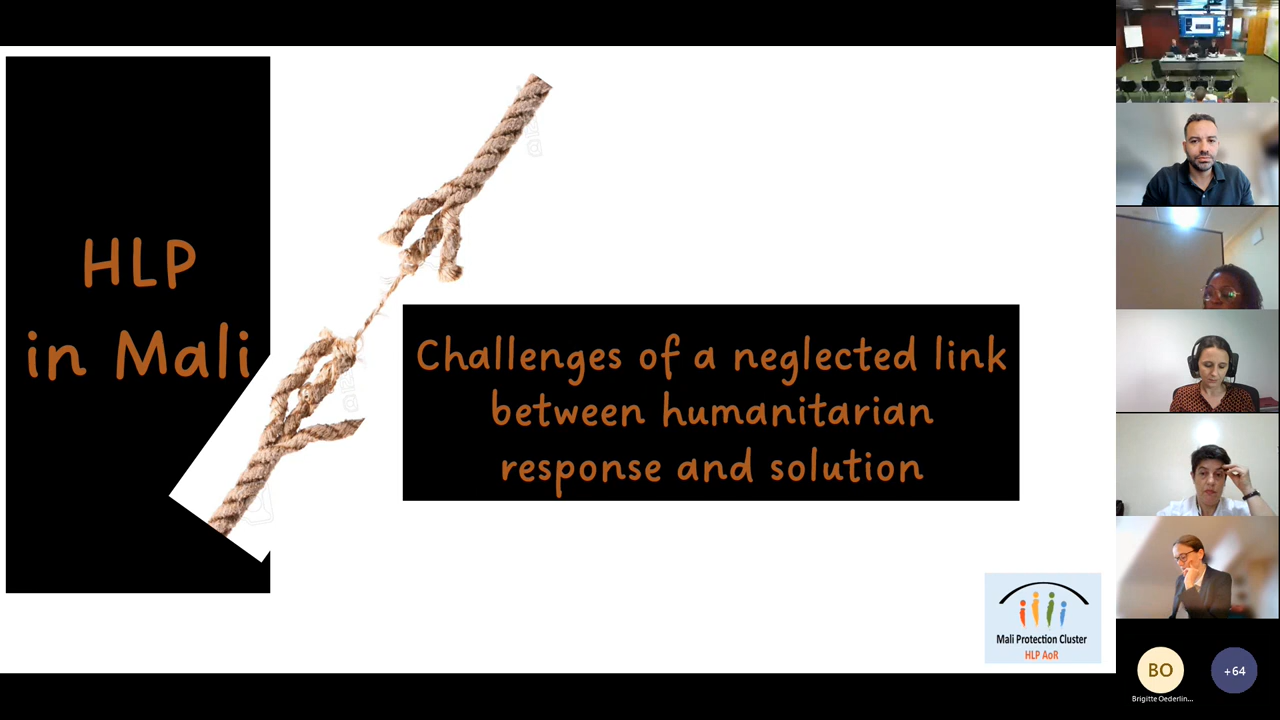 HLP
in Mali
Challenges of a neglected link
between humanitarian
response and solution
Mali Protection Cluster
HLP AoR
BO
Brigitte Oederlin...
+64